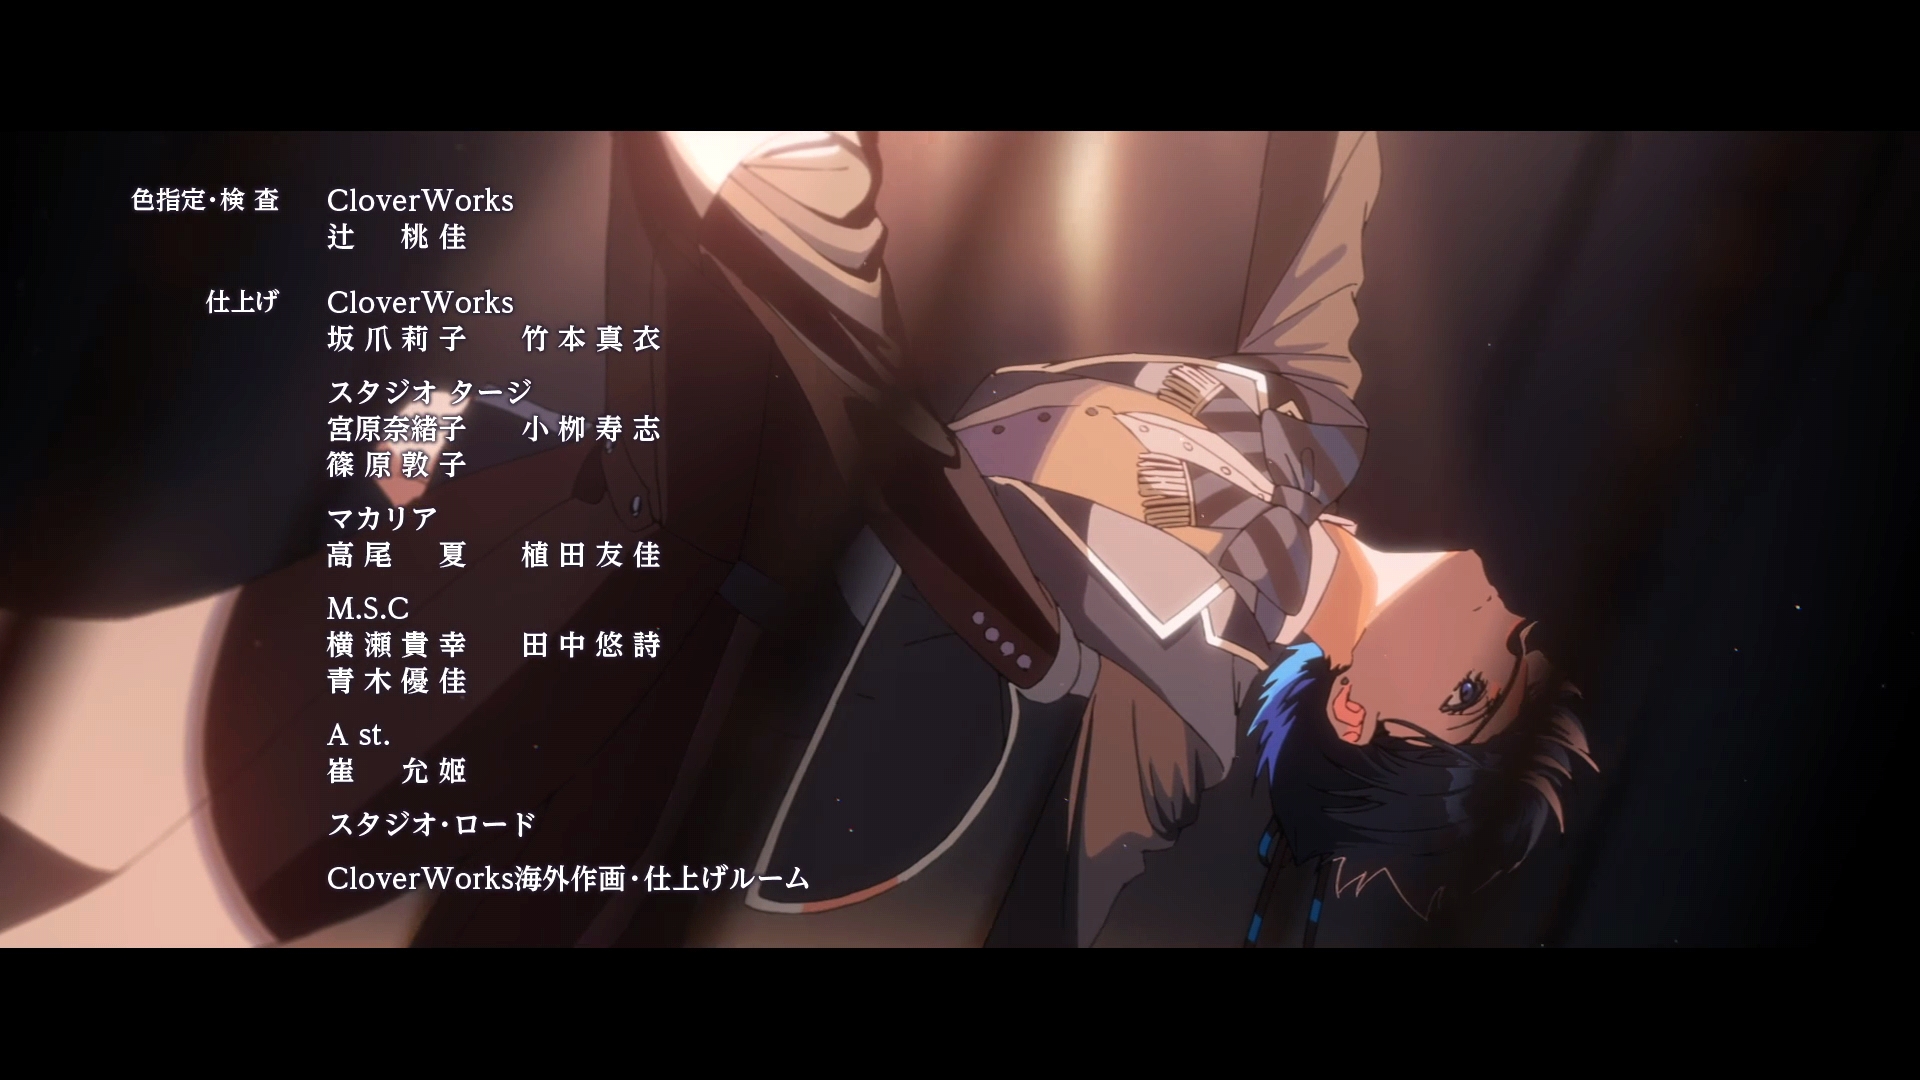 色指定・検査 CloverWorks
辻 桃佳
仕上げ CloverWorks
坂爪莉子 竹本真衣
スタジオ タージ
宮原奈緒子 小栁寿志
篠原敦子
マカリア
高尾 夏 植田友佳
M.S.C
横瀬貴幸 田中悠詩
青木優佳
A st.
崔 允姫
スタジオ・ロード
CloverWorks海外作画・仕上げルーム